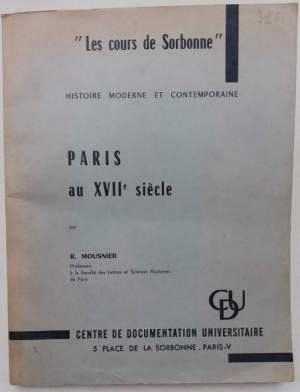 "Les cours de Sorbonne"
HISTOIRE MODERNE ET CONTEMPORAINE
PARIS
au XVIIe siècle
par
R. MOUSNIER
Professeur
à la Faculté des Lettres et Sciences Humaines
de Paris
CDU
CENTRE DE DOCUMENTATION UNIVERSITAIRE
5 PLACE DE LA SORBONNE. PARIS-V